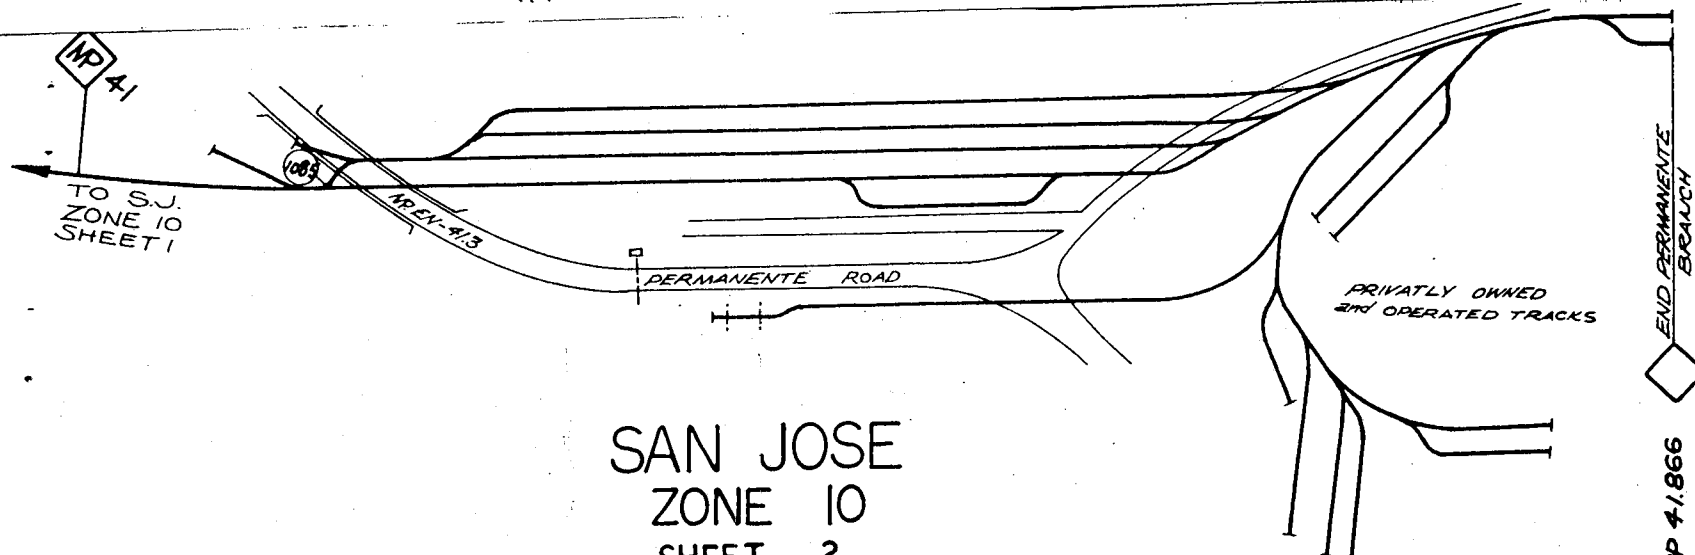 MP
41
TO S.J.
ZONE 10
SHEET 1
1085
MP. EN-41.3
PERMANENTE ROAD
PRIVATLY OWNED
and OPERATED TRACKS
END PERMANENTE
BRANCH
MP 41.866
SAN JOSE
ZONE 10
SHEET 2